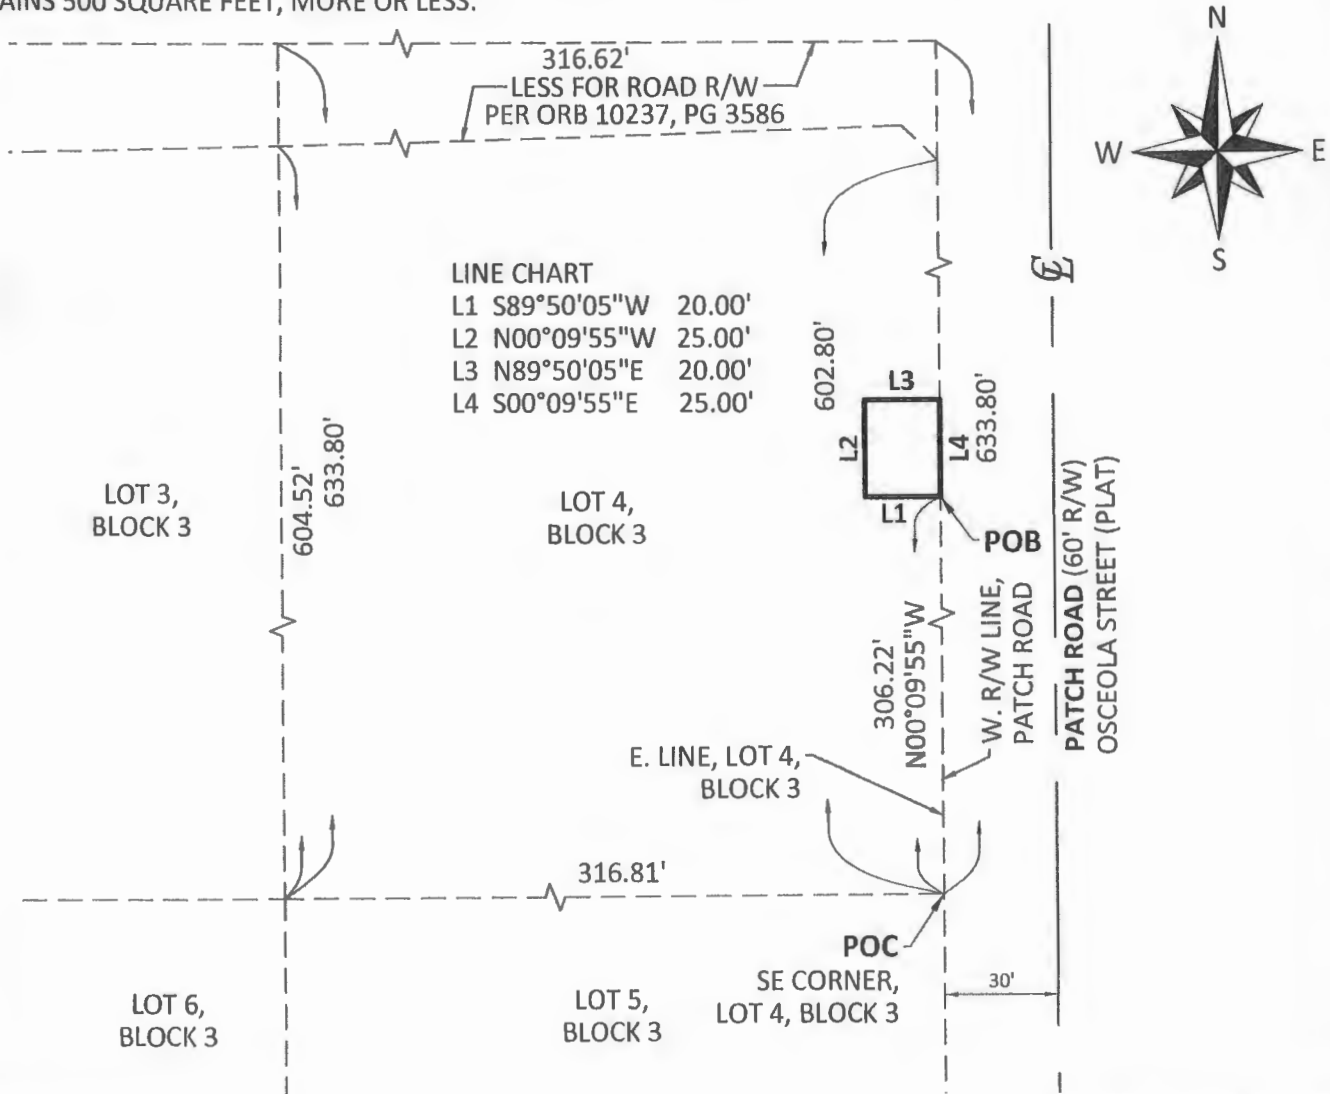 AINS 500 SQUARE FEET, MORE OR LESS.
N
W
E
S
316.62'
LESS FOR ROAD R/W
PER ORB 10237, PG 3586
LINE CHART
L1 S89°50'05"W 20.00'
L2 N00°09'55"W 25.00'
L3 N89°50'05"E 20.00'
L4 S00°09'55"E 25.00'
602.80'
L3
L2
L4
633.80'
L1
℄
LOT 3,
BLOCK 3
604.52'
633.80'
LOT 4,
BLOCK 3
POB
306.22'
N00°09'55"W
W. R/W LINE,
PATCH ROAD
PATCH ROAD (60' R/W)
OSCEOLA STREET (PLAT)
E. LINE, LOT 4,
BLOCK 3
316.81'
POC
SE CORNER,
LOT 4, BLOCK 3
30'
LOT 6,
BLOCK 3
LOT 5,
BLOCK 3